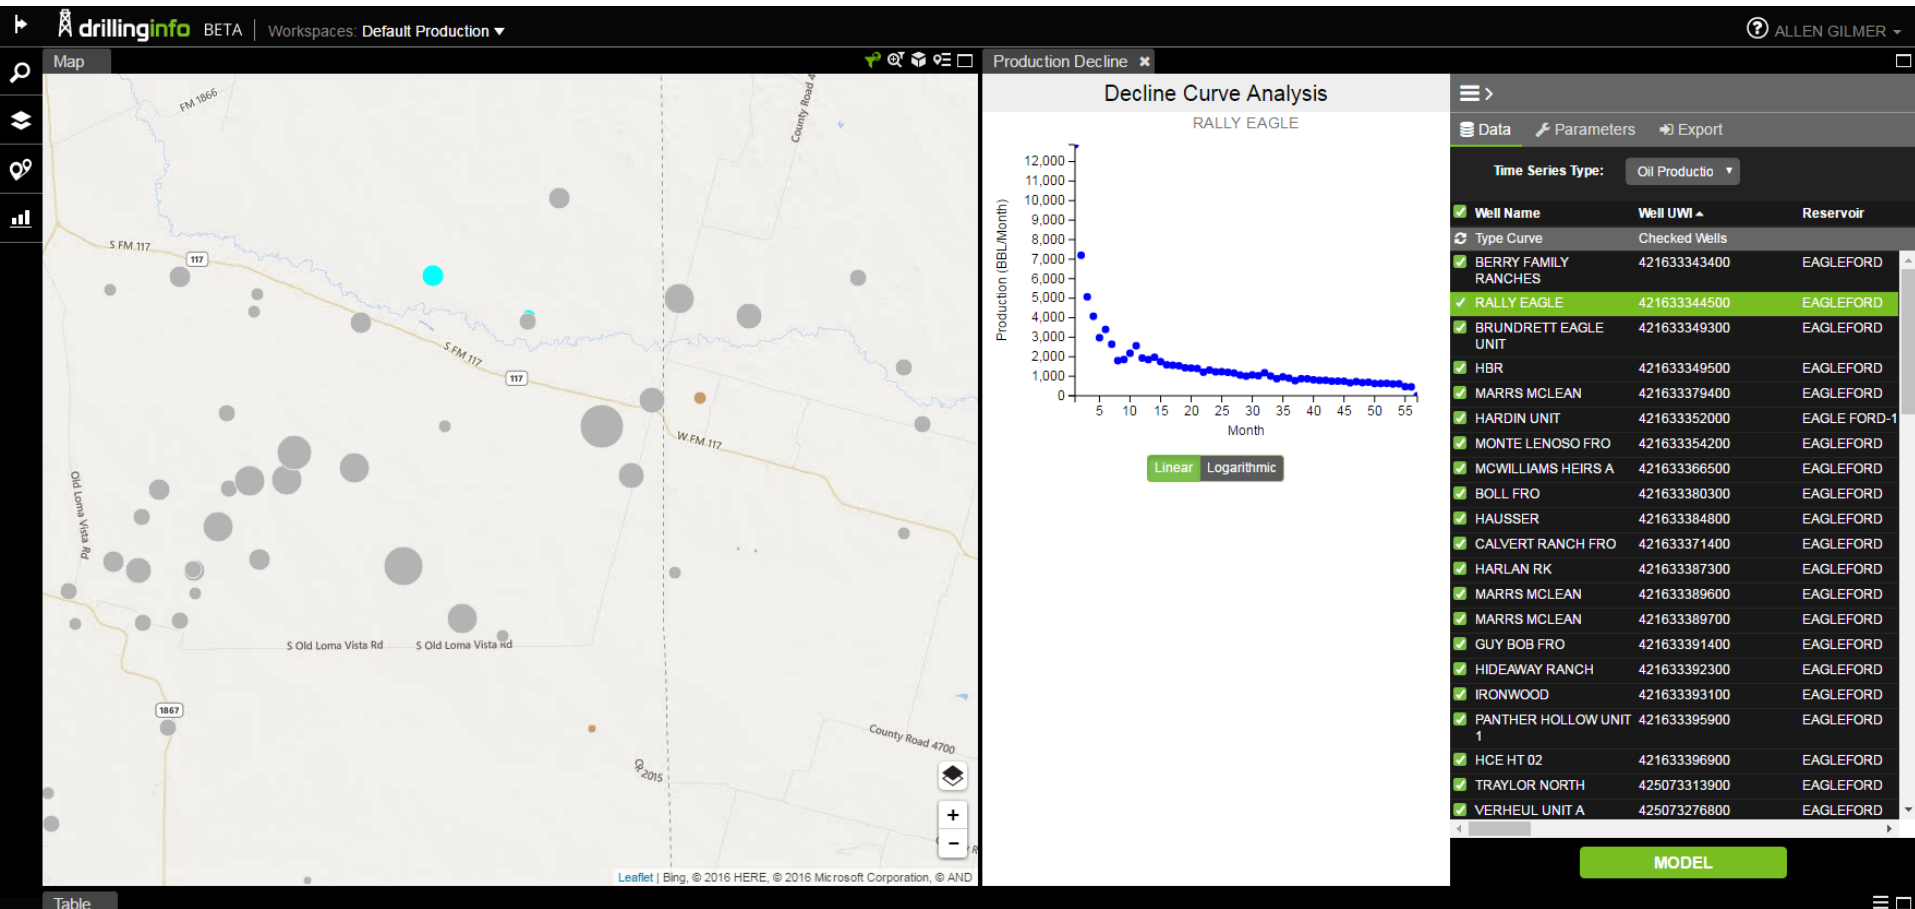 drillinginfo BETA Workspaces: Default Production ▾
? ALLEN GILMER
Map
FM 1866
County Road 4
S FM 117
117
S FM 117
117
W FM 117
Old Loma Vista Rd
S Old Loma Vista Rd
S Old Loma Vista Rd
1867
County Road 4700
CR 2015
+
−
Leaflet | Bing, © 2016 HERE, © 2016 Microsoft Corporation, © AND
Production Decline ×
Decline Curve Analysis
RALLY EAGLE
Production (BBL/Month)
12,000
11,000
10,000
9,000
8,000
7,000
6,000
5,000
4,000
3,000
2,000
1,000
0
5 10 15 20 25 30 35 40 45 50 55
Month
Linear Logarithmic
Data Parameters Export
Time Series Type: Oil Productio
Well Name Well UWI Reservoir
Type Curve Checked Wells
BERRY FAMILY RANCHES 421633343400 EAGLEFORD
RALLY EAGLE 421633344500 EAGLEFORD
BRUNDRETT EAGLE UNIT 421633349300 EAGLEFORD
HBR 421633349500 EAGLEFORD
MARRS MCLEAN 421633379400 EAGLEFORD
HARDIN UNIT 421633352000 EAGLE FORD-1
MONTE LENOSO FRO 421633354200 EAGLEFORD
MCWILLIAMS HEIRS A 421633366500 EAGLEFORD
BOLL FRO 421633380300 EAGLEFORD
HAUSSER 421633384800 EAGLEFORD
CALVERT RANCH FRO 421633371400 EAGLEFORD
HARLAN RK 421633387300 EAGLEFORD
MARRS MCLEAN 421633389600 EAGLEFORD
MARRS MCLEAN 421633389700 EAGLEFORD
GUY BOB FRO 421633391400 EAGLEFORD
HIDEAWAY RANCH 421633392300 EAGLEFORD
IRONWOOD 421633393100 EAGLEFORD
PANTHER HOLLOW UNIT 1 421633395900 EAGLEFORD
HCE HT 02 421633396900 EAGLEFORD
TRAYLOR NORTH 425073313900 EAGLEFORD
VERHEUL UNIT A 425073276800 EAGLEFORD
MODEL
Table